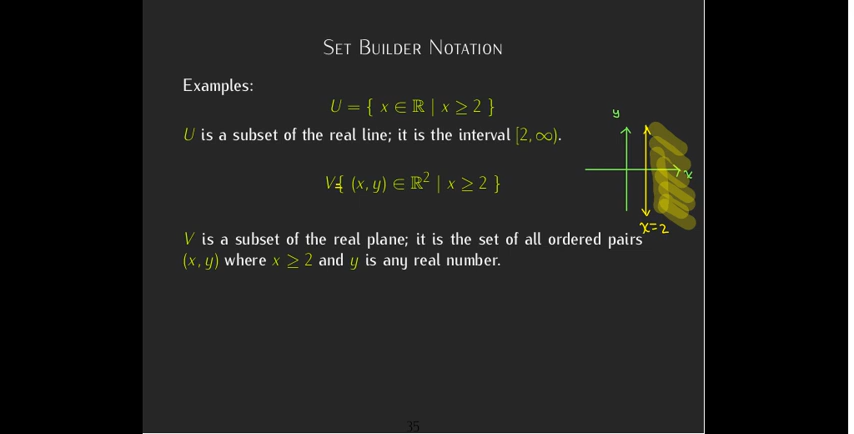 Set Builder Notation
Examples:
U = { x ∈ ℝ | x ≥ 2 }
U is a subset of the real line; it is the interval [2, ∞).
V={ (x, y) ∈ ℝ² | x ≥ 2 }
y
x
x=2
V is a subset of the real plane; it is the set of all ordered pairs
(x, y) where x ≥ 2 and y is any real number.
35